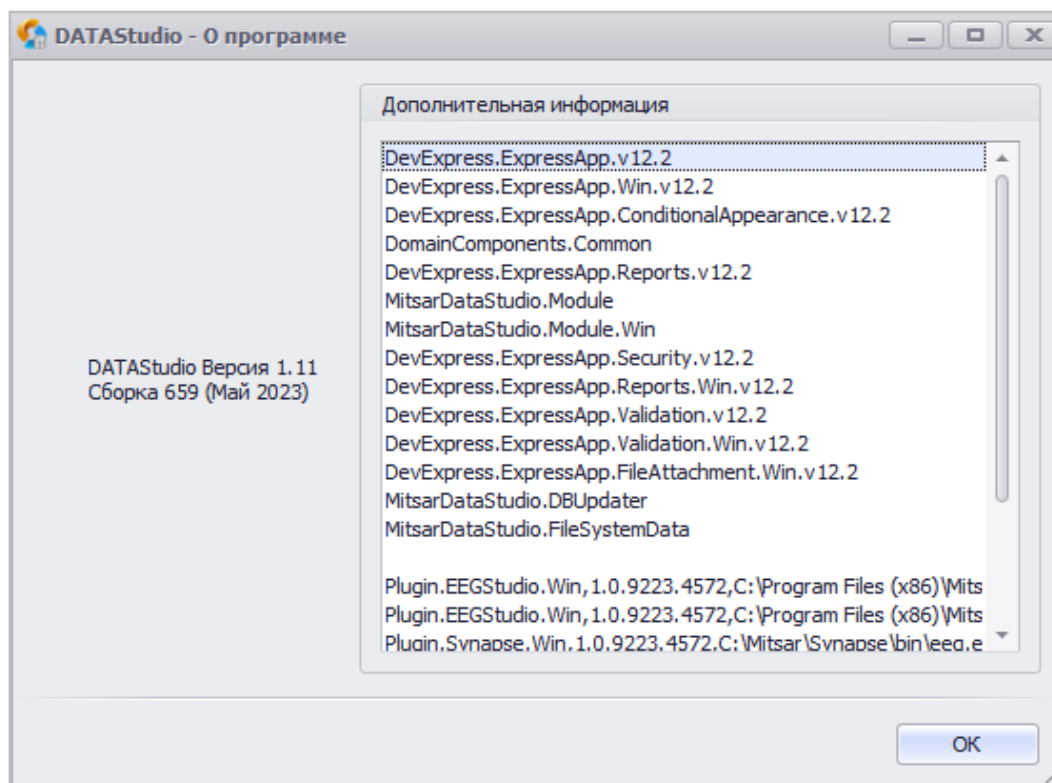 DATAStudio - О программе
Дополнительная информация
DevExpress.ExpressApp.v12.2
DevExpress.ExpressApp.Win.v12.2
DevExpress.ExpressApp.ConditionalAppearance.v12.2
DomainComponents.Common
DevExpress.ExpressApp.Reports.v12.2
MitsarDataStudio.Module
MitsarDataStudio.Module.Win
DevExpress.ExpressApp.Security.v12.2
DevExpress.ExpressApp.Reports.Win.v12.2
DevExpress.ExpressApp.Validation.v12.2
DevExpress.ExpressApp.Validation.Win.v12.2
DevExpress.ExpressApp.FileAttachment.Win.v12.2
MitsarDataStudio.DBUpdater
MitsarDataStudio.FileSystemData
Plugin.EEGStudio.Win,1.0.9223.4572,C:\Program Files (x86)\Mits
Plugin.EEGStudio.Win,1.0.9223.4572,C:\Program Files (x86)\Mits
Plugin.Synapse.Win,1.0.9223.4572,C:\Mitsar\Synapse\bin\eeg.e
DATAStudio Версия 1.11
Сборка 659 (Май 2023)
OK